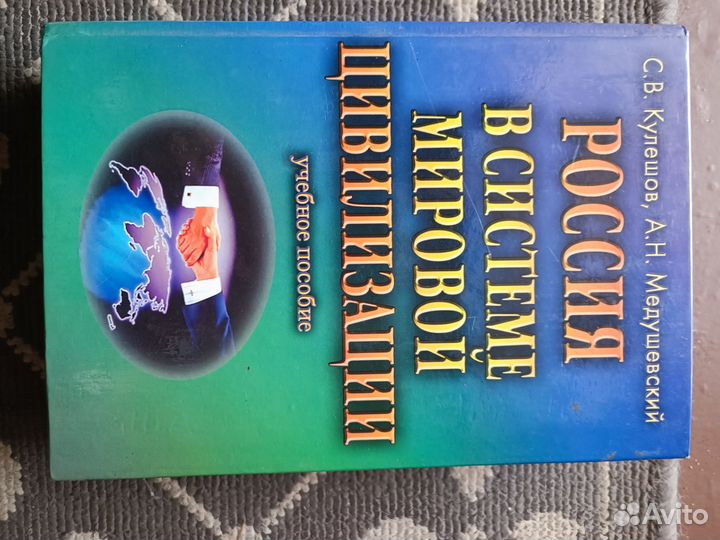 С.В. Кулешов, А.Н. Медушевский
РОССИЯ
В СИСТЕМЕ
МИРОВОЙ
ЦИВИЛИЗАЦИИ
учебное пособие
Avito